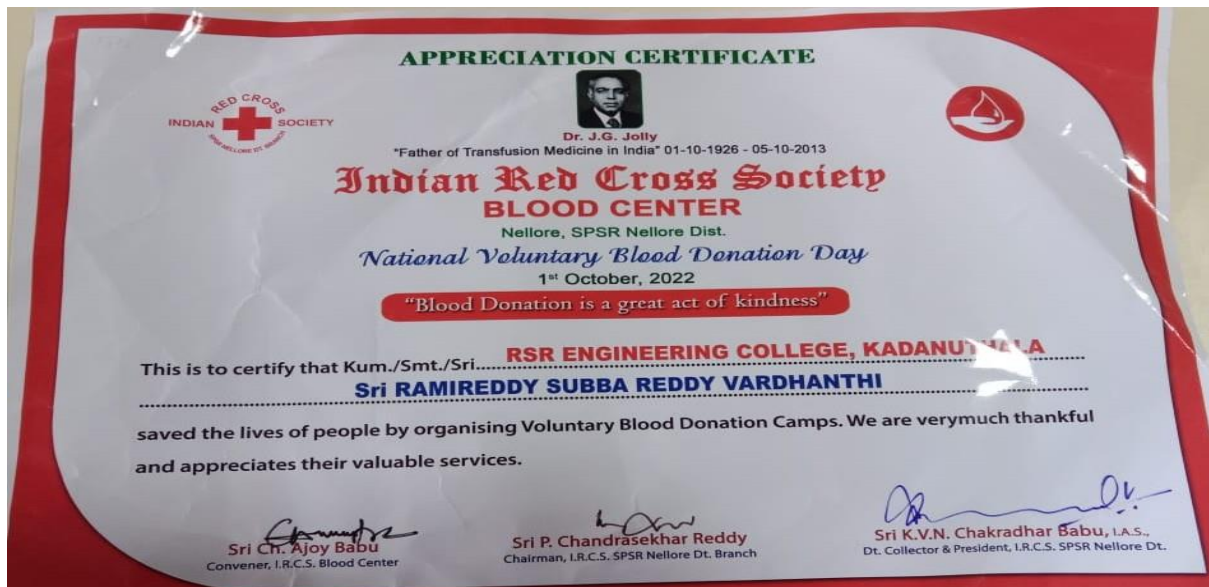 APPRECIATION CERTIFICATE
RED CROSS
INDIAN SOCIETY
SPSR NELLORE DT. BRANCH
Dr. J.G. Jolly
"Father of Transfusion Medicine in India" 01-10-1926 - 05-10-2013
Indian Red Cross Society
BLOOD CENTER
Nellore, SPSR Nellore Dist.
National Voluntary Blood Donation Day
1st October, 2022
"Blood Donation is a great act of kindness"
This is to certify that Kum./Smt./Sri.....RSR ENGINEERING COLLEGE, KADANUTHALA
Sri RAMIREDDY SUBBA REDDY VARDHANTHI
saved the lives of people by organising Voluntary Blood Donation Camps. We are verymuch thankful
and appreciates their valuable services.
Sri Ch. Ajoy Babu
Convener, I.R.C.S. Blood Center
Sri P. Chandrasekhar Reddy
Chairman, I.R.C.S. SPSR Nellore Dt. Branch
Sri K.V.N. Chakradhar Babu, I.A.S.,
Dt. Collector & President, I.R.C.S. SPSR Nellore Dt.